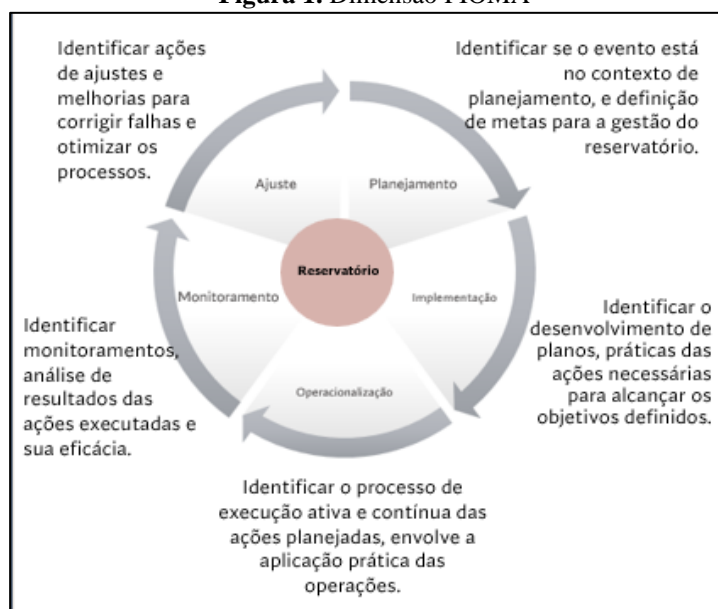 Figura 1. Dimensão PIOMA
Identificar ações
de ajustes e
melhorias para
corrigir falhas e
otimizar os
processos.
Identificar se o evento está
no contexto de
planejamento, e definição
de metas para a gestão do
reservatório.
Ajuste
Planejamento
Reservatório
Monitoramento
Implementação
Operacionalização
Identificar
monitoramentos,
análise de
resultados das
ações executadas e
sua eficácia.
Identificar o
desenvolvimento de
planos, práticas das
ações necessárias
para alcançar os
objetivos definidos.
Identificar o processo de
execução ativa e contínua das
ações planejadas, envolve a
aplicação prática das
operações.